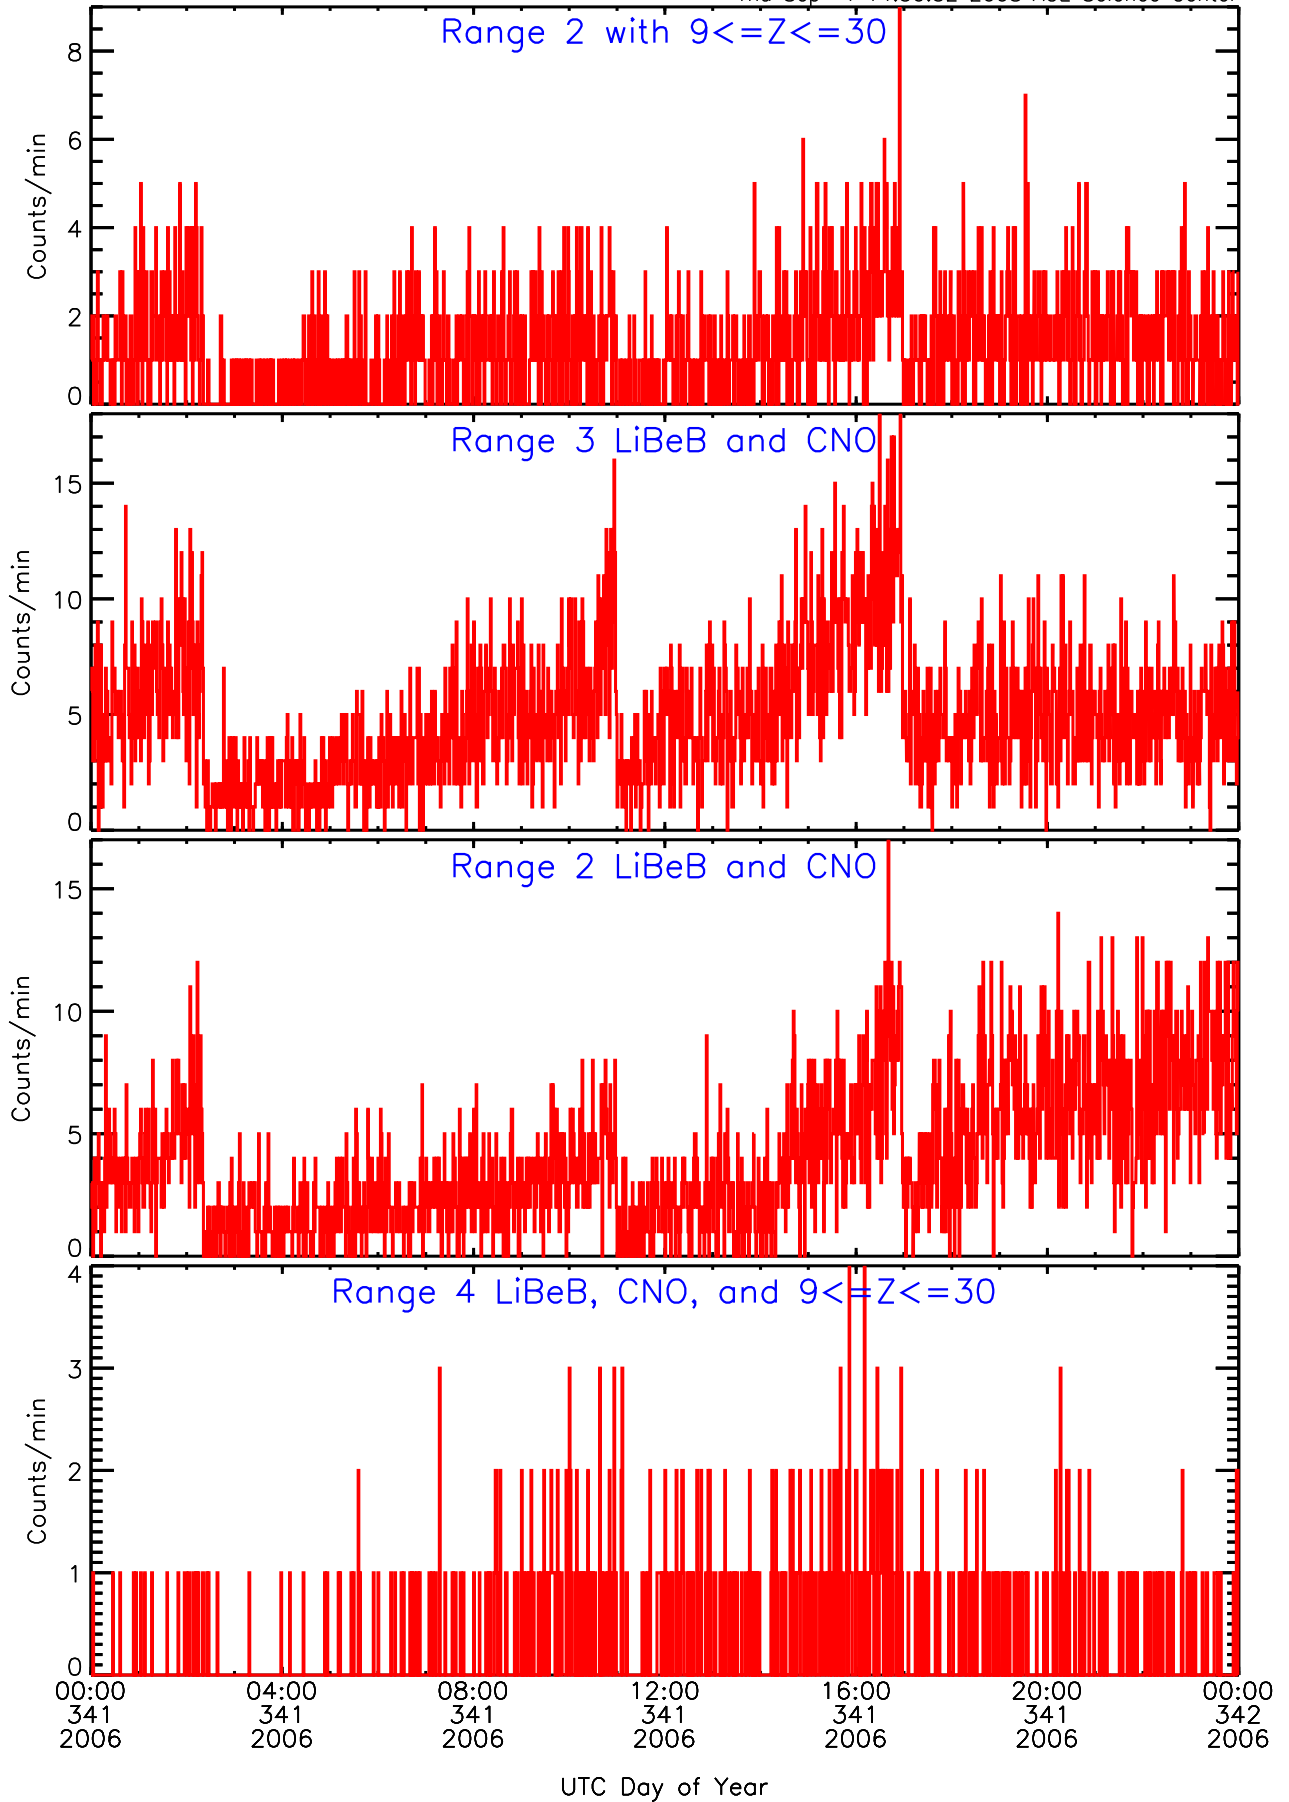 Range 2 with 9<=Z<=30
8
6
4
2
0
Counts/min
Range 3 LiBeB and CNO
15
10
5
0
Counts/min
Range 2 LiBeB and CNO
15
10
5
0
Counts/min
Range 4 LiBeB, CNO, and 9<=Z<=30
4
3
2
1
0
Counts/min
00:00 04:00 08:00 12:00 16:00 20:00 00:00
341 341 341 341 341 341 342
2006 2006 2006 2006 2006 2006 2006
UTC Day of Year